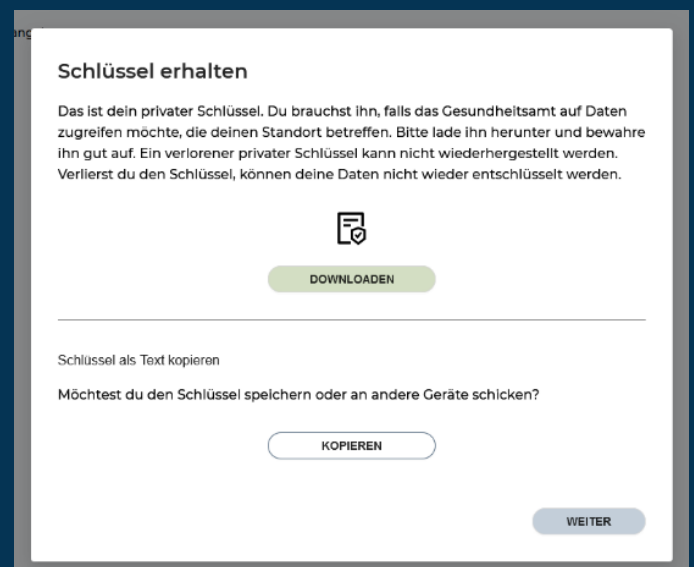 Schlüssel erhalten
Das ist dein privater Schlüssel. Du brauchst ihn, falls das Gesundheitsamt auf Daten
zugreifen möchte, die deinen Standort betreffen. Bitte lade ihn herunter und bewahre
ihn gut auf. Ein verlorener privater Schlüssel kann nicht wiederhergestellt werden.
Verlierst du den Schlüssel, können deine Daten nicht wieder entschlüsselt werden.
DOWNLOADEN
Schlüssel als Text kopieren
Möchtest du den Schlüssel speichern oder an andere Geräte schicken?
KOPIEREN
WEITER